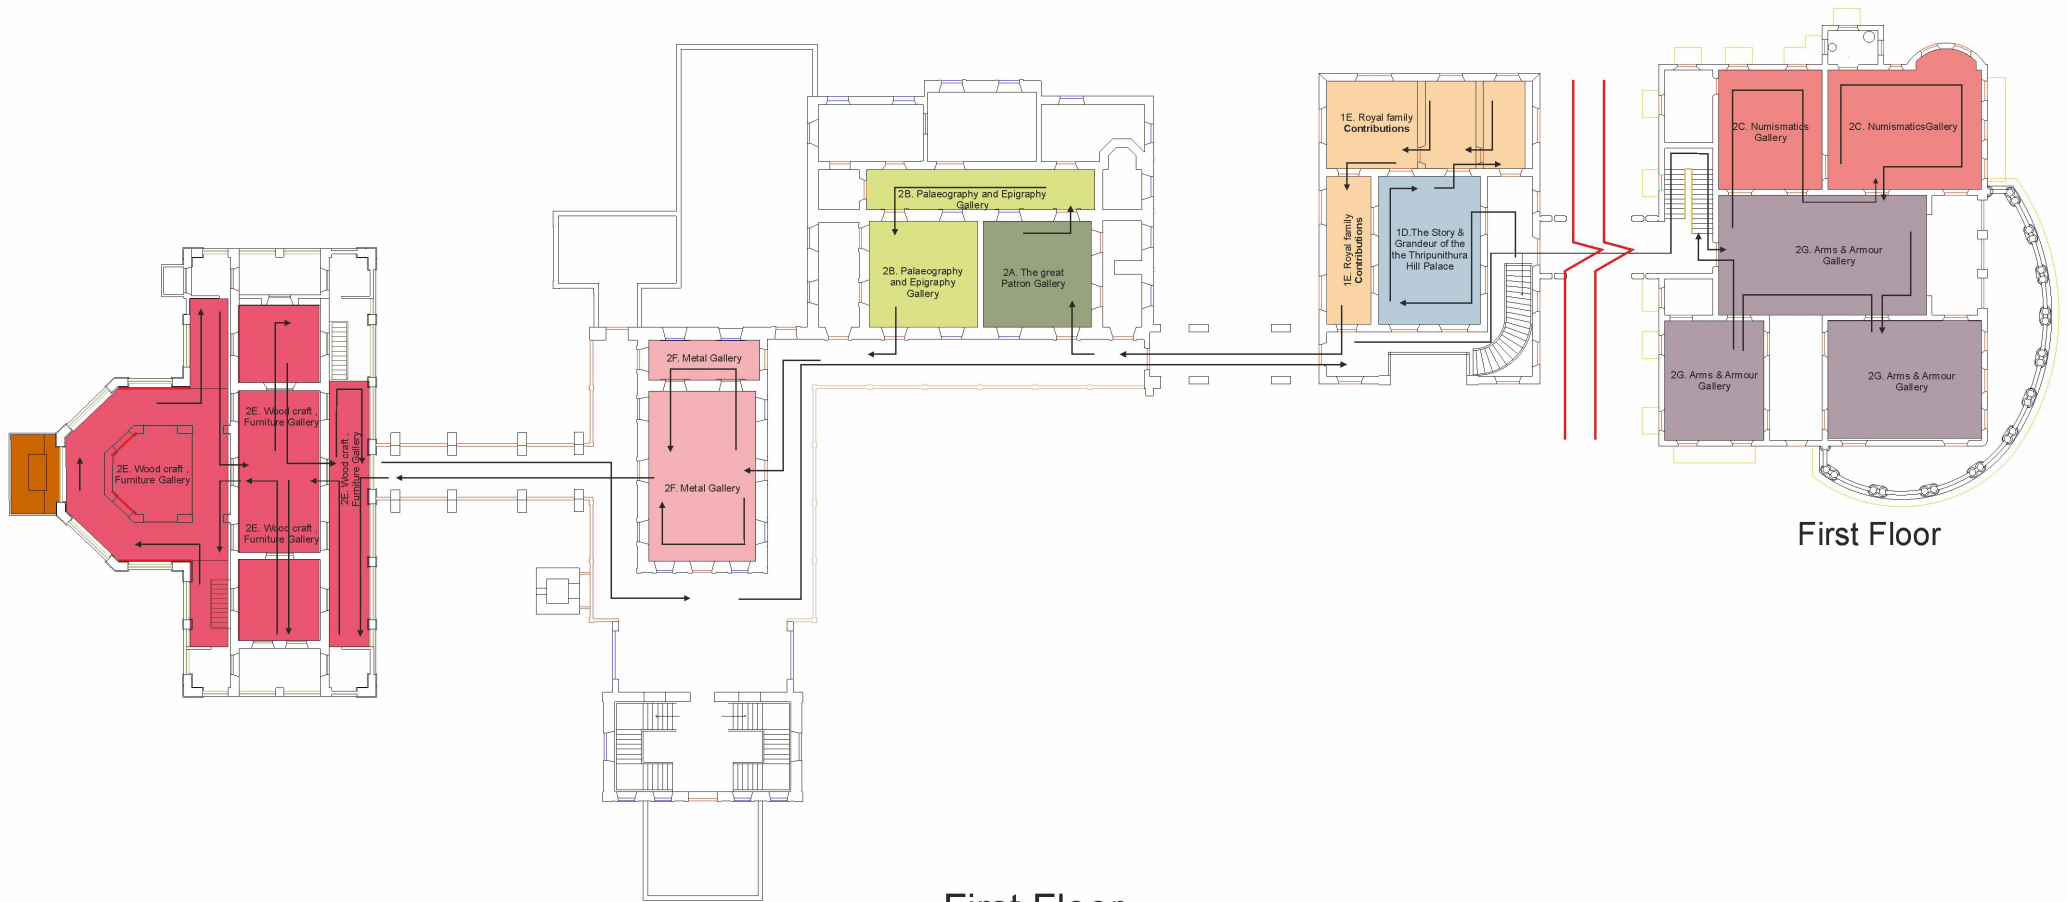 2E. Wood craft ,
Furniture Gallery
2E. Wood craft ,
Furniture Gallery
2E. Wood craft ,
Furniture Gallery
2E. Wood craft ,
Furniture Gallery
2F. Metal Gallery
2F. Metal Gallery
2B. Palaeography and Epigraphy
Gallery
2B. Palaeography
and Epigraphy
Gallery
2A. The great
Patron Gallery
1E. Royal family
Contributions
1E. Royal family
Contributions
1D.The Story &
Grandeur of the
the Thripunithura
Hill Palace
2C. Numismatics
Gallery
2C. NumismaticsGallery
2G. Arms & Armour
Gallery
2G. Arms & Armour
Gallery
2G. Arms & Armour
Gallery
First Floor
First Floor